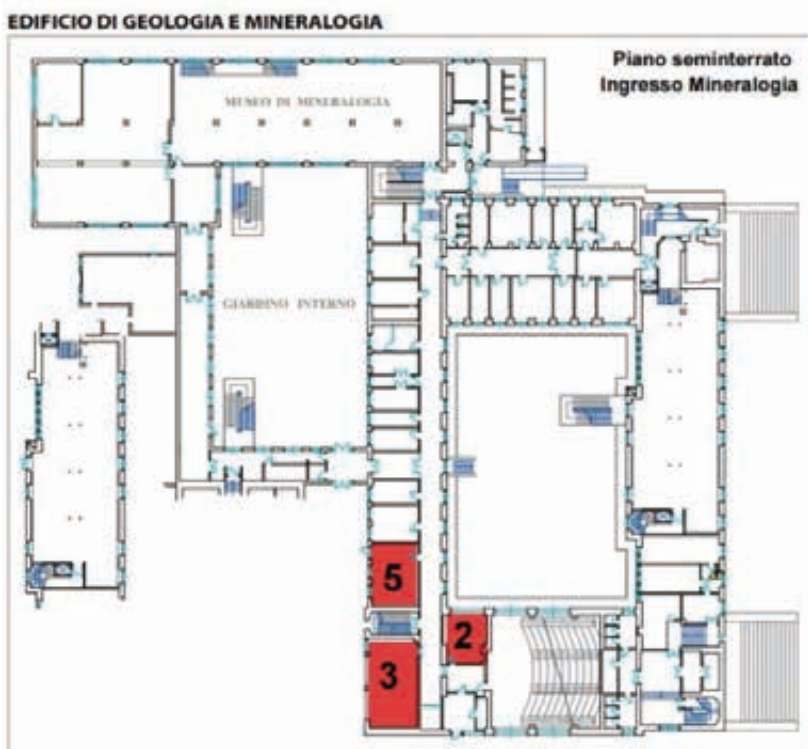 EDIFICIO DI GEOLOGIA E MINERALOGIA
Piano seminterrato
Ingresso Mineralogia
MUSEO DI MINERALOGIA
GIARDINO INTERNO
5
2
3